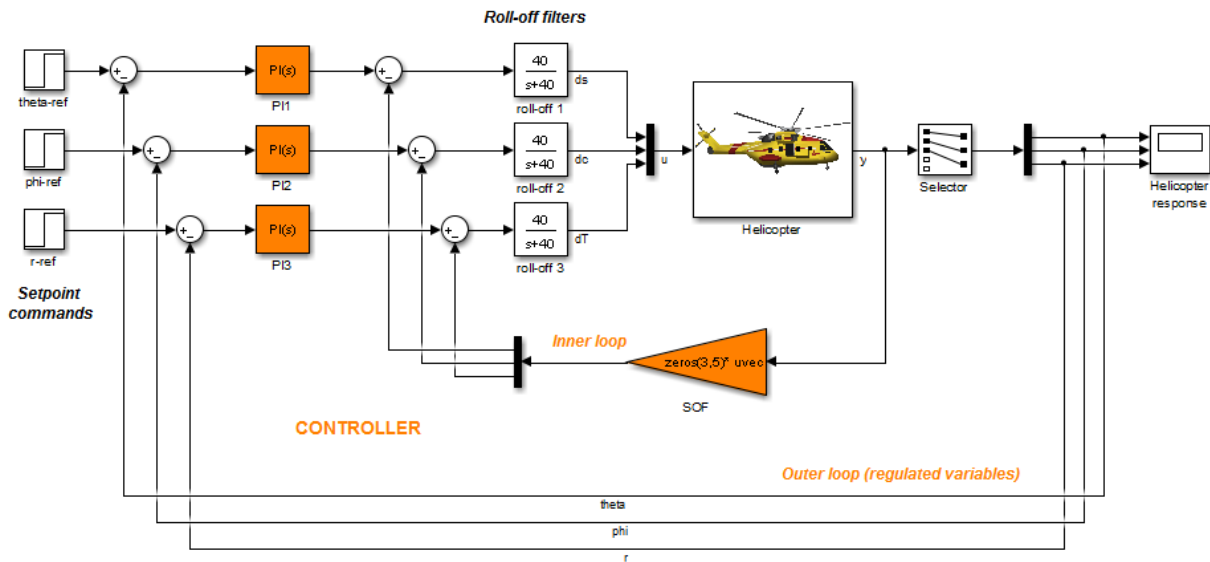 Roll-off filters
theta-ref
+
-
PI(s)
PI1
+
-
40
s+40
roll-off 1
ds
phi-ref
+
-
PI(s)
PI2
+
-
40
s+40
roll-off 2
dc
u
Helicopter
y
Selector
Helicopter
response
r-ref
+
-
PI(s)
PI3
+
-
40
s+40
roll-off 3
dT
Setpoint
commands
Inner loop
zeros(3,5)* uvec
SOF
CONTROLLER
Outer loop (regulated variables)
theta
phi
r